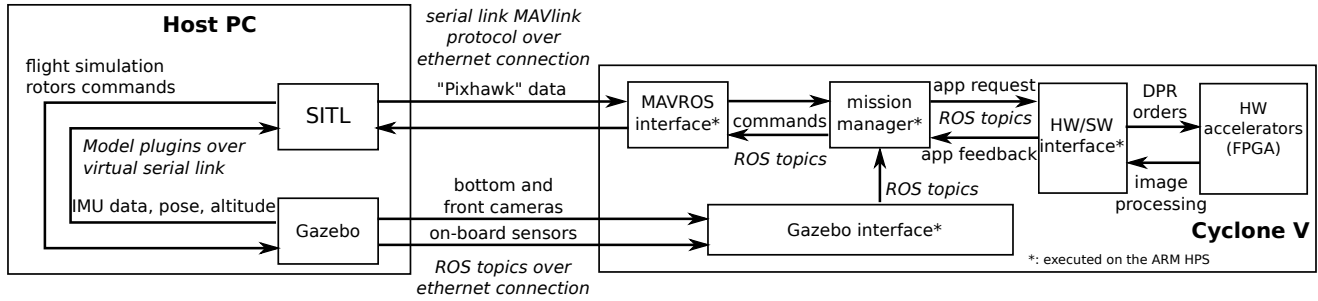 Host PC
flight simulation
rotors commands
SITL
Model plugins over
virtual serial link
IMU data, pose, altitude
Gazebo
serial link MAVlink
protocol over
ethernet connection
"Pixhawk" data
bottom and
front cameras
on-board sensors
ROS topics over
ethernet connection
MAVROS
interface*
commands
ROS topics
mission
manager*
app request
ROS topics
app feedback
HW/SW
interface*
DPR
orders
image
processing
HW
accelerators
(FPGA)
ROS topics
Gazebo interface*
Cyclone V
*: executed on the ARM HPS